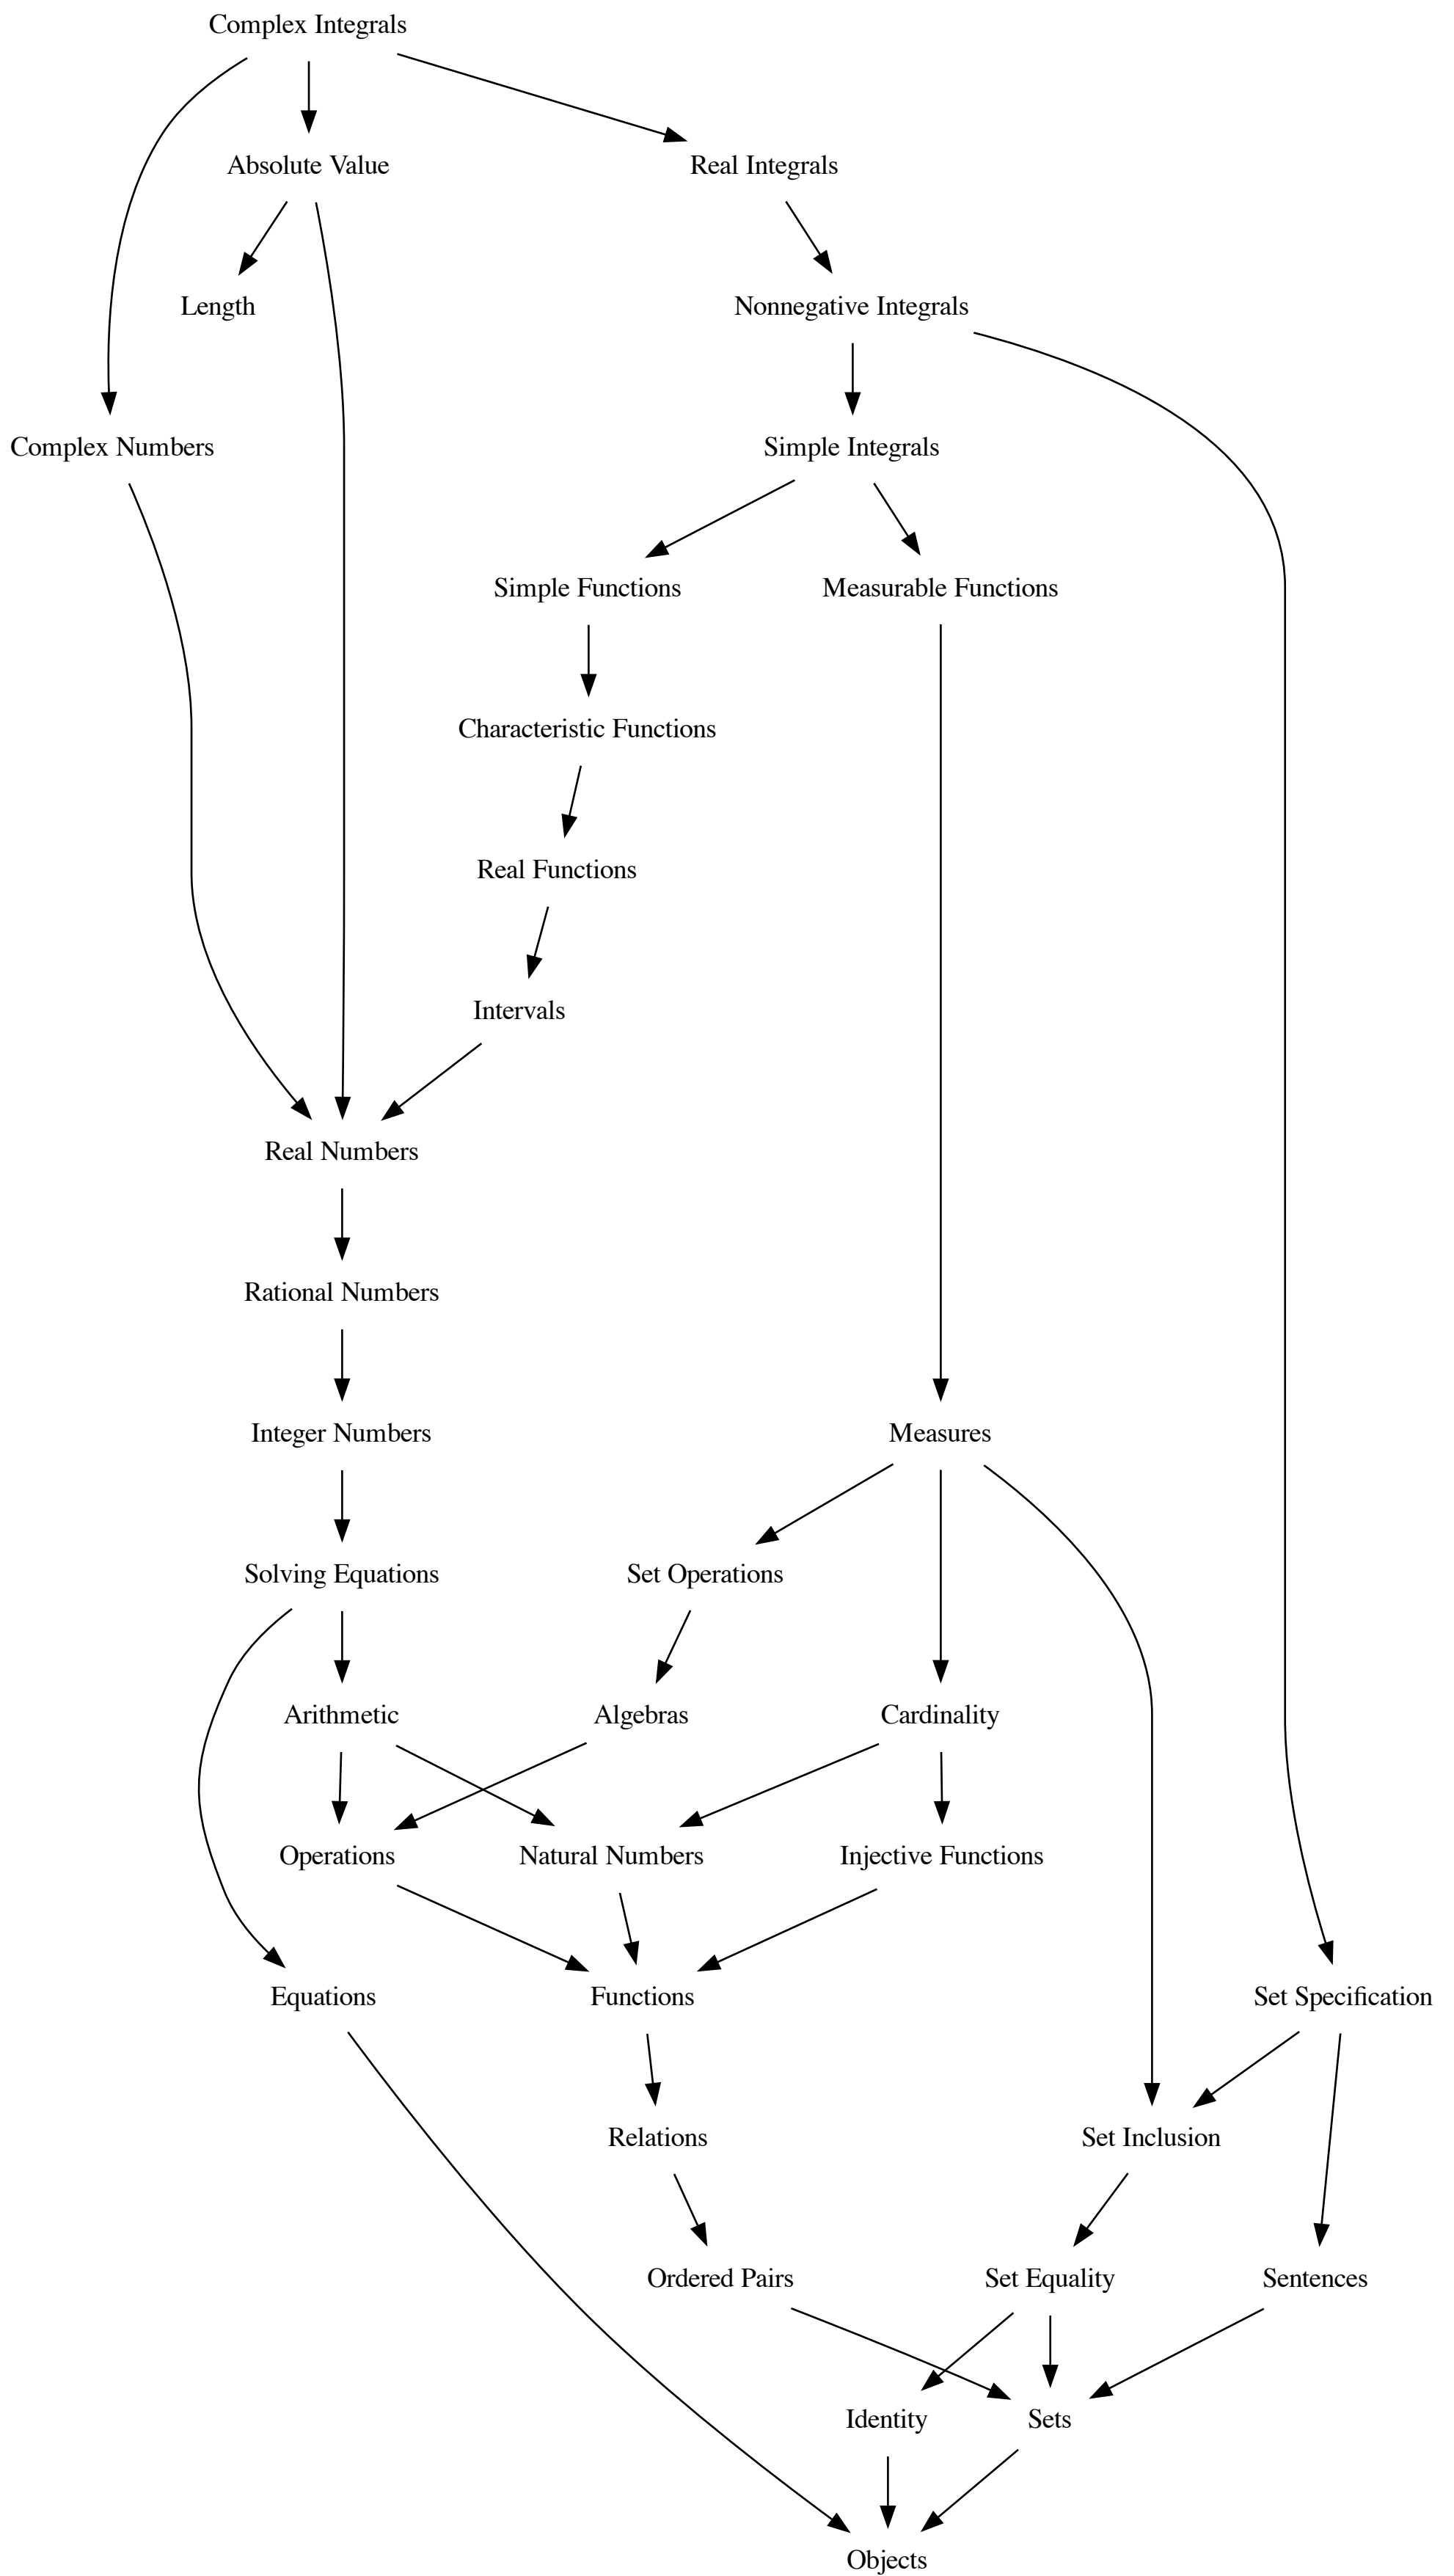 Complex Integrals
Absolute Value
Real Integrals
Length
Nonnegative Integrals
Complex Numbers
Simple Integrals
Simple Functions
Measurable Functions
Characteristic Functions
Real Functions
Intervals
Real Numbers
Rational Numbers
Integer Numbers
Measures
Solving Equations
Set Operations
Arithmetic
Algebras
Cardinality
Operations
Natural Numbers
Injective Functions
Equations
Functions
Set Specification
Relations
Set Inclusion
Ordered Pairs
Set Equality
Sentences
Identity
Sets
Objects